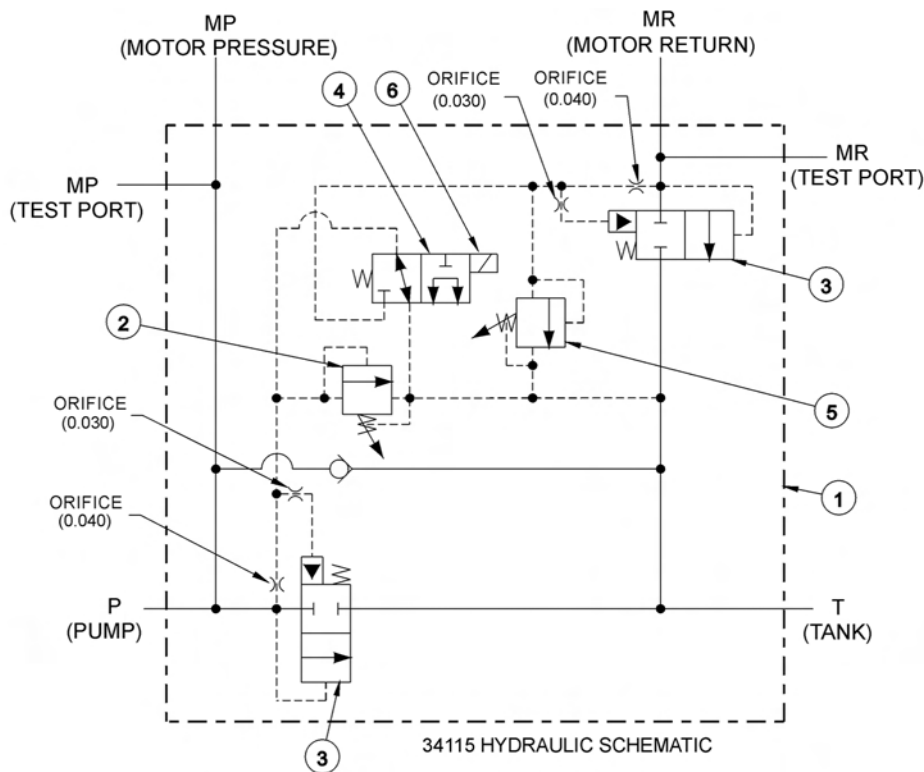 MP
(MOTOR PRESSURE)
MR
(MOTOR RETURN)
4
6
ORIFICE
(0.030)
ORIFICE
(0.040)
MP
(TEST PORT)
MR
(TEST PORT)
3
2
5
ORIFICE
(0.030)
1
ORIFICE
(0.040)
P
(PUMP)
T
(TANK)
3
34115 HYDRAULIC SCHEMATIC